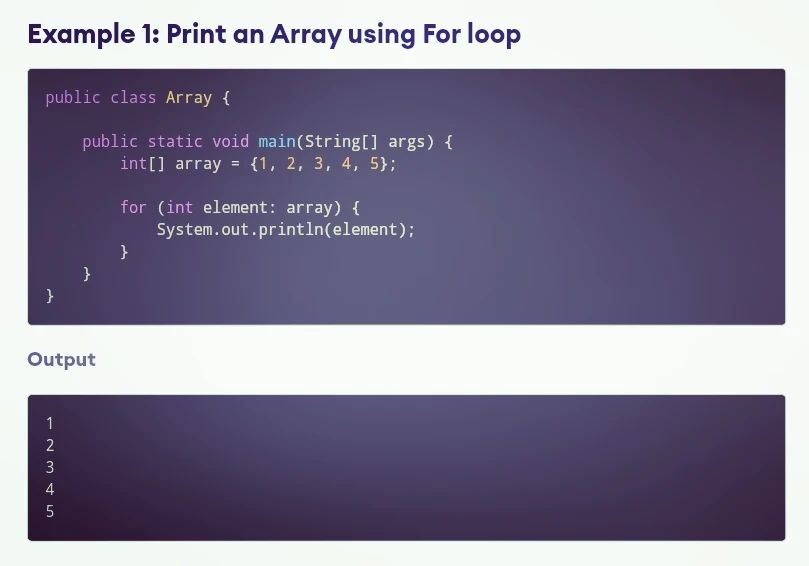 Example 1: Print an Array using For loop
public class Array {
public static void main(String[] args) {
int[] array = {1, 2, 3, 4, 5};
for (int element: array) {
System.out.println(element);
}
}
}
Output
1
2
3
4
5